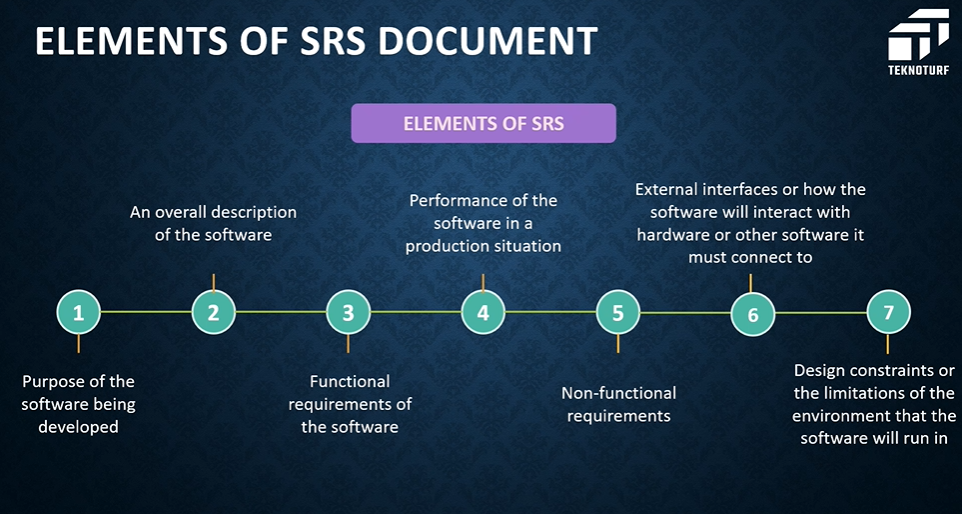 ELEMENTS OF SRS DOCUMENT
TEKNOTURF
ELEMENTS OF SRS
1
Purpose of the
software being
developed
2
An overall description
of the software
3
Functional
requirements of
the software
4
Performance of the
software in a
production situation
5
Non-functional
requirements
6
External interfaces or how the
software will interact with
hardware or other software it
must connect to
7
Design constraints or
the limitations of the
environment that the
software will run in